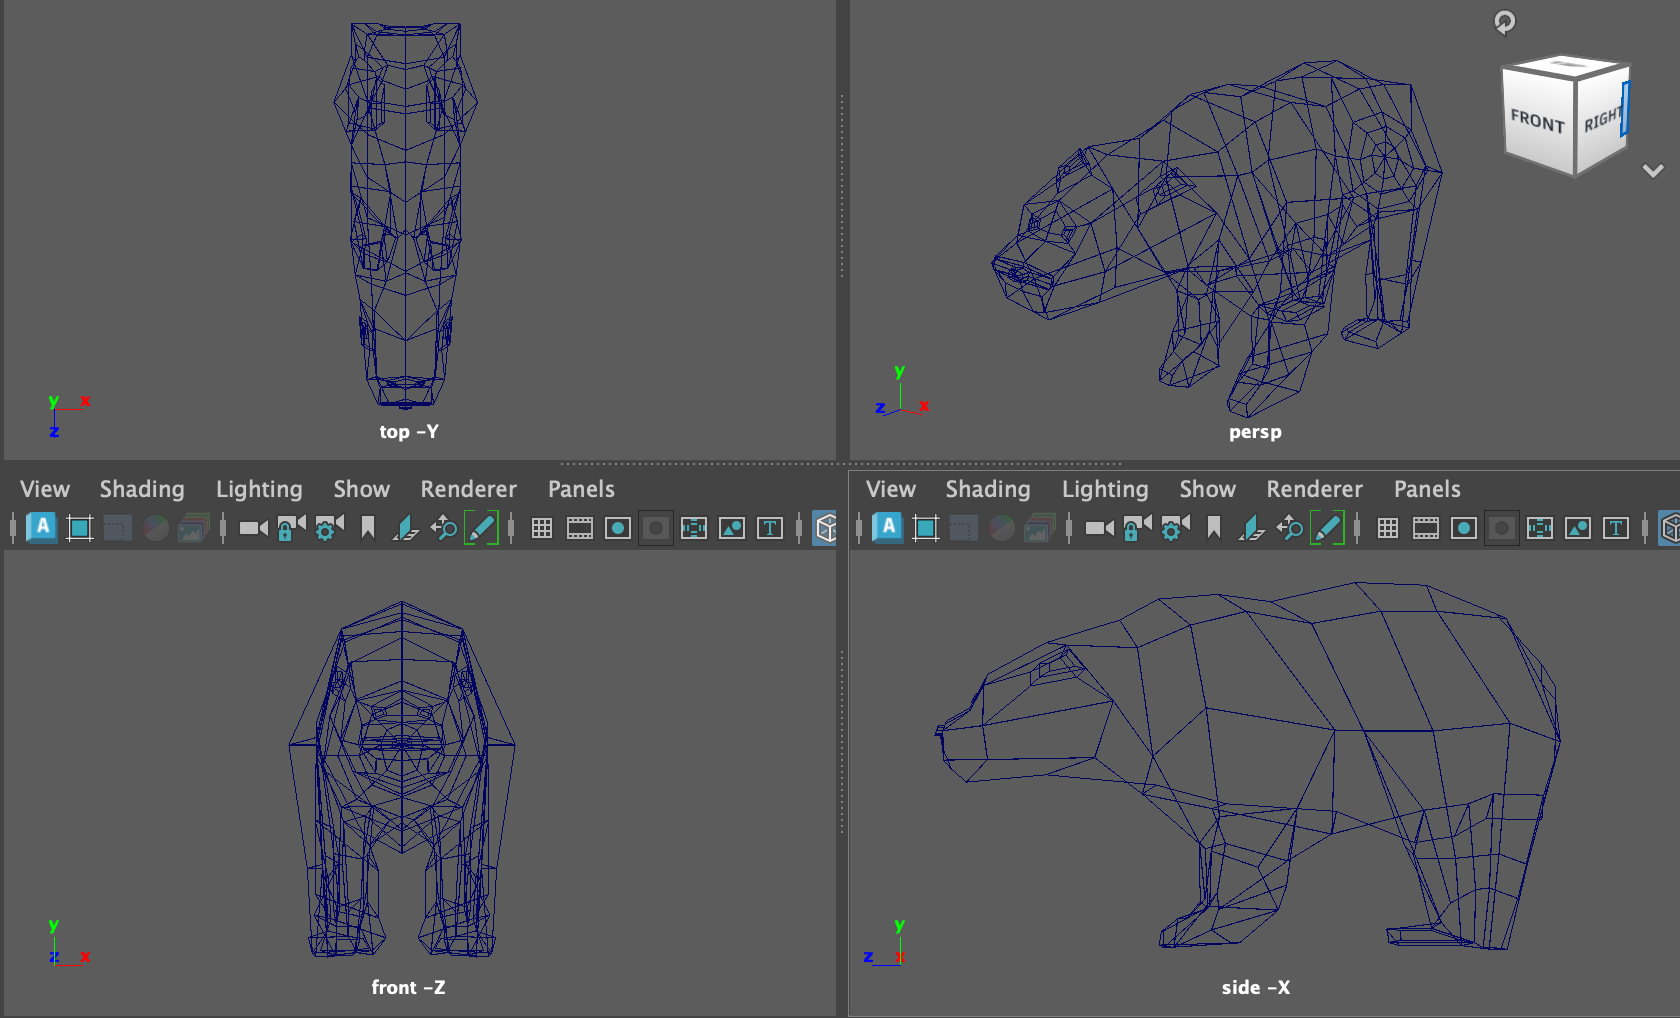 FRONT
RIGHT
y
x
z
top -Y
y
z
x
persp
View Shading Lighting Show Renderer Panels
View Shading Lighting Show Renderer Panels
A
T
A
T
y
z
x
front -Z
y
z
x
side -X